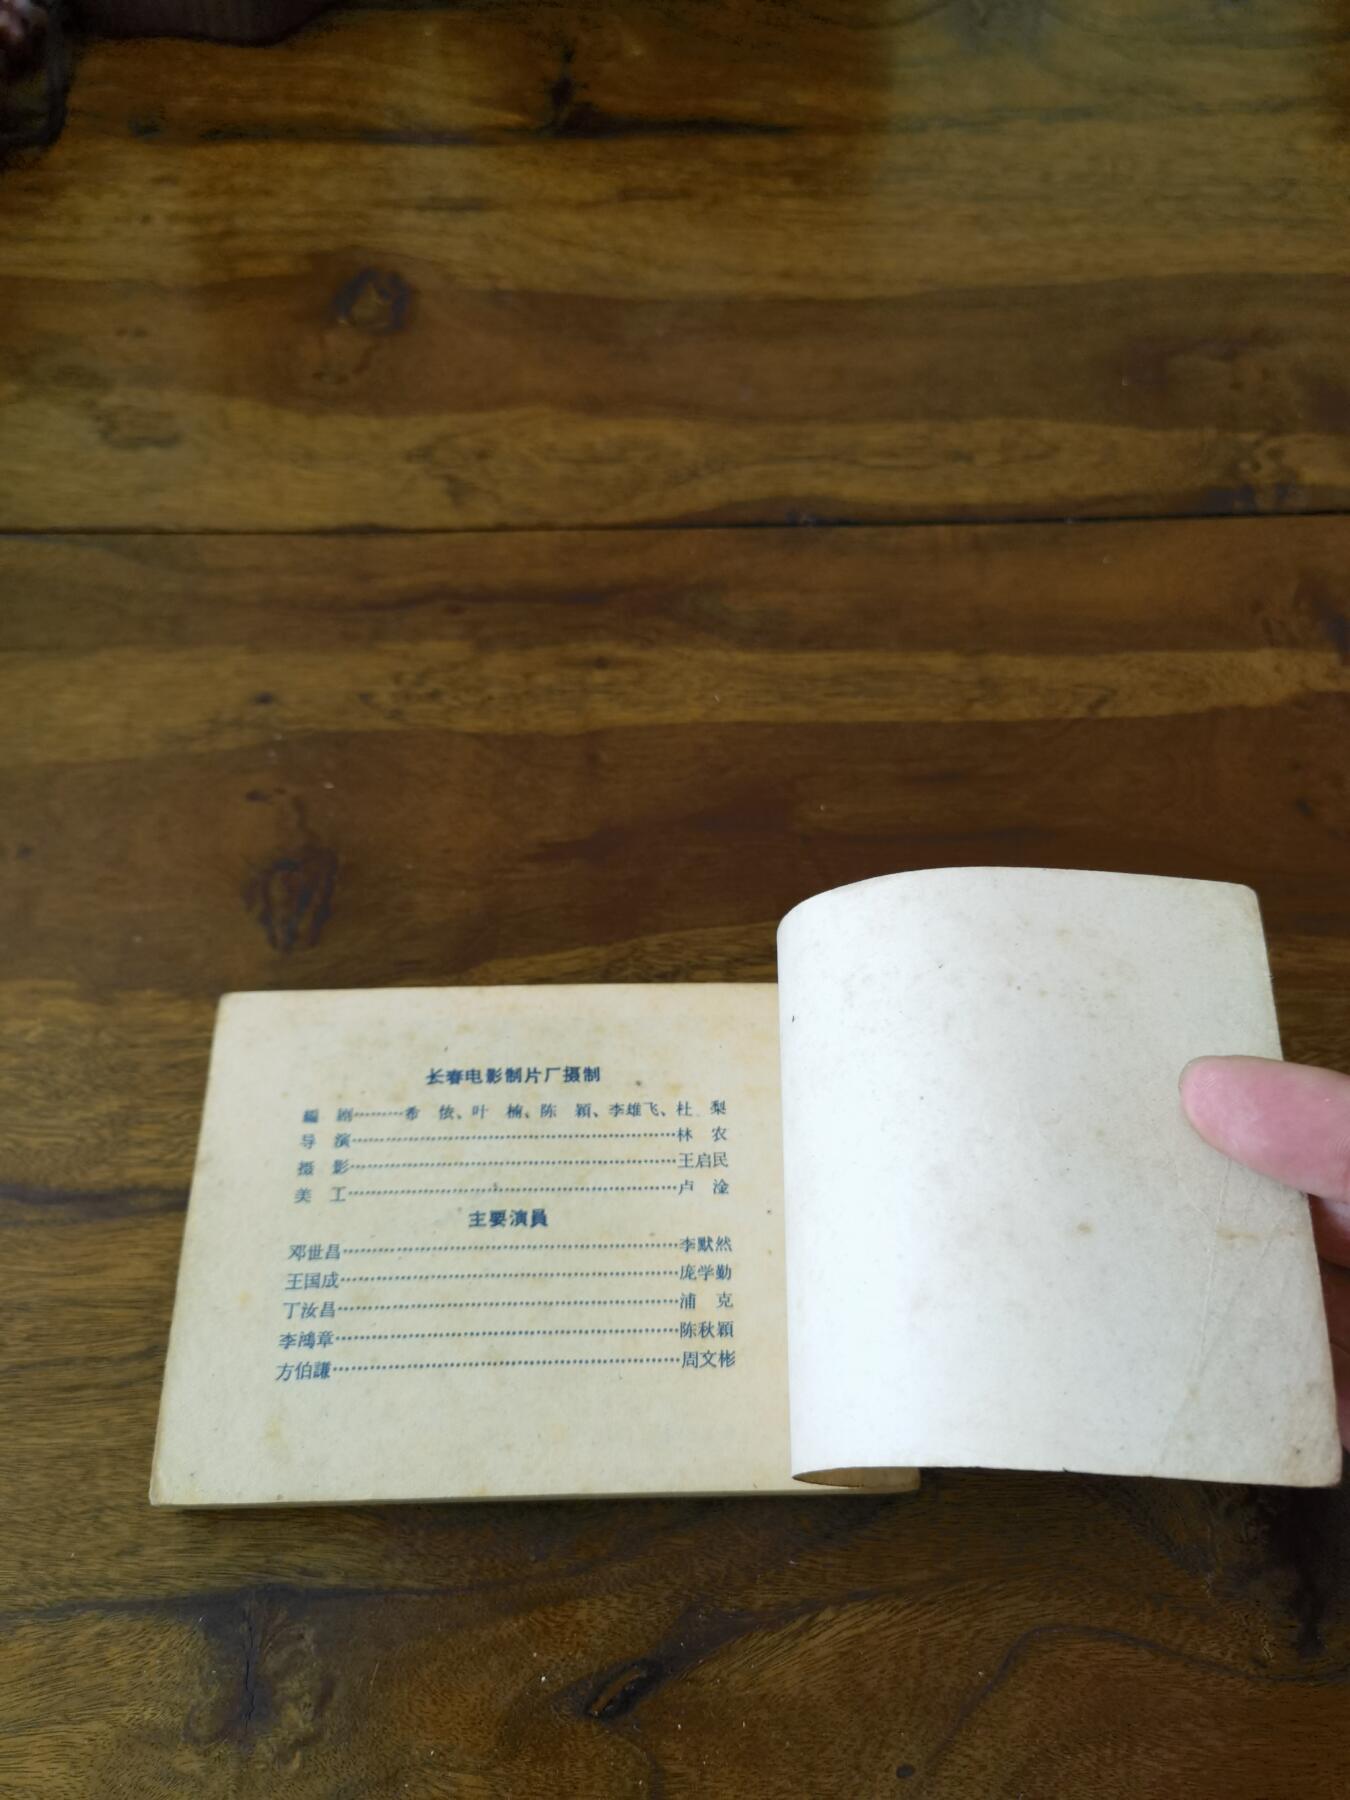 长春电影制片厂摄制
編　剧………希　侬、叶　楠、陈　穎、李雄飞、杜　梨
导　演………………………………………林　农
摄　影………………………………………王启民
美　工………………………………………卢　淦
主要演員
邓世昌………………………………………李默然
王国成………………………………………庞学勤
丁汝昌………………………………………浦　克
李鴻章………………………………………陈秋穎
方伯謙………………………………………周文彬